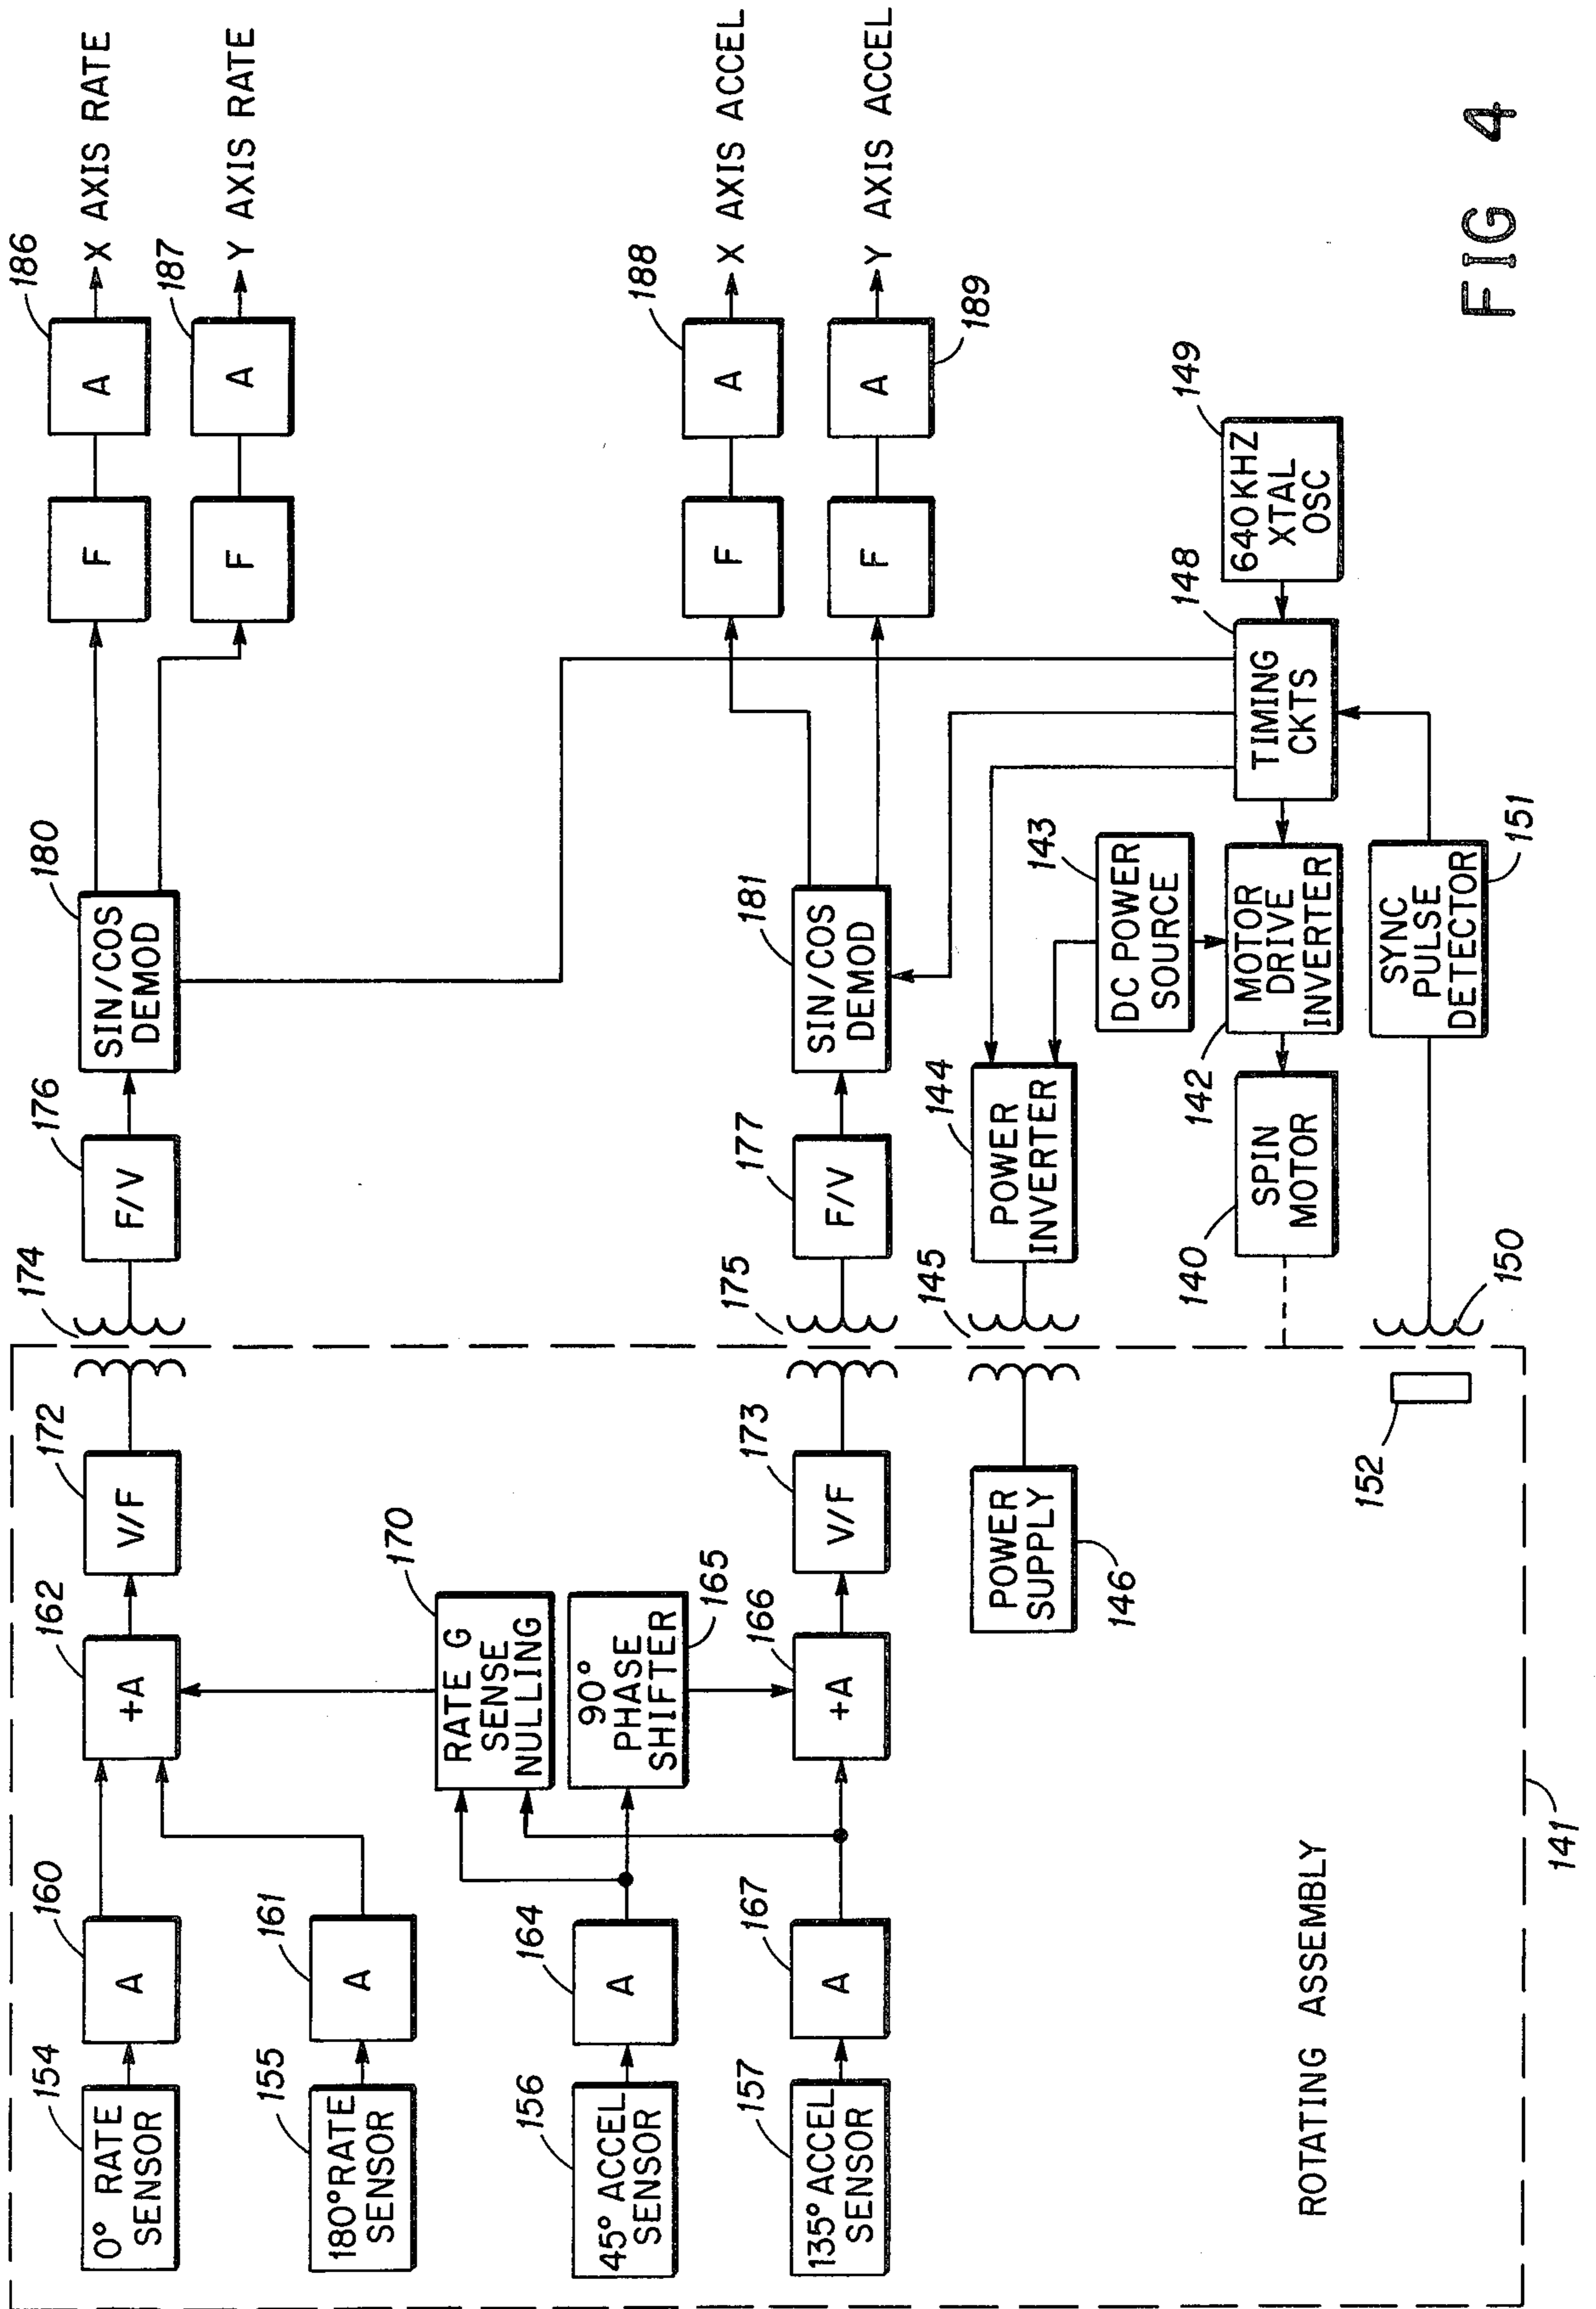 0° RATE
SENSOR
154
A
160
+A
162
V/F
172
174
F/V
176
SIN/COS
DEMOD
180
F
A
186
X AXIS RATE
F
A
187
Y AXIS RATE
180° RATE
SENSOR
155
A
161
RATE G
SENSE
NULLING
170
45° ACCEL
SENSOR
156
A
164
90°
PHASE
SHIFTER
165
135° ACCEL
SENSOR
157
A
167
+A
166
V/F
173
175
F/V
177
SIN/COS
DEMOD
181
F
A
188
X AXIS ACCEL
F
A
189
Y AXIS ACCEL
POWER
SUPPLY
146
145
POWER
INVERTER
144
DC POWER
SOURCE
143
SPIN
MOTOR
140
MOTOR
DRIVE
INVERTER
142
TIMING
CKTS
148
640KHZ
XTAL
OSC
149
152
150
SYNC
PULSE
DETECTOR
151
ROTATING ASSEMBLY
141
FIG 4